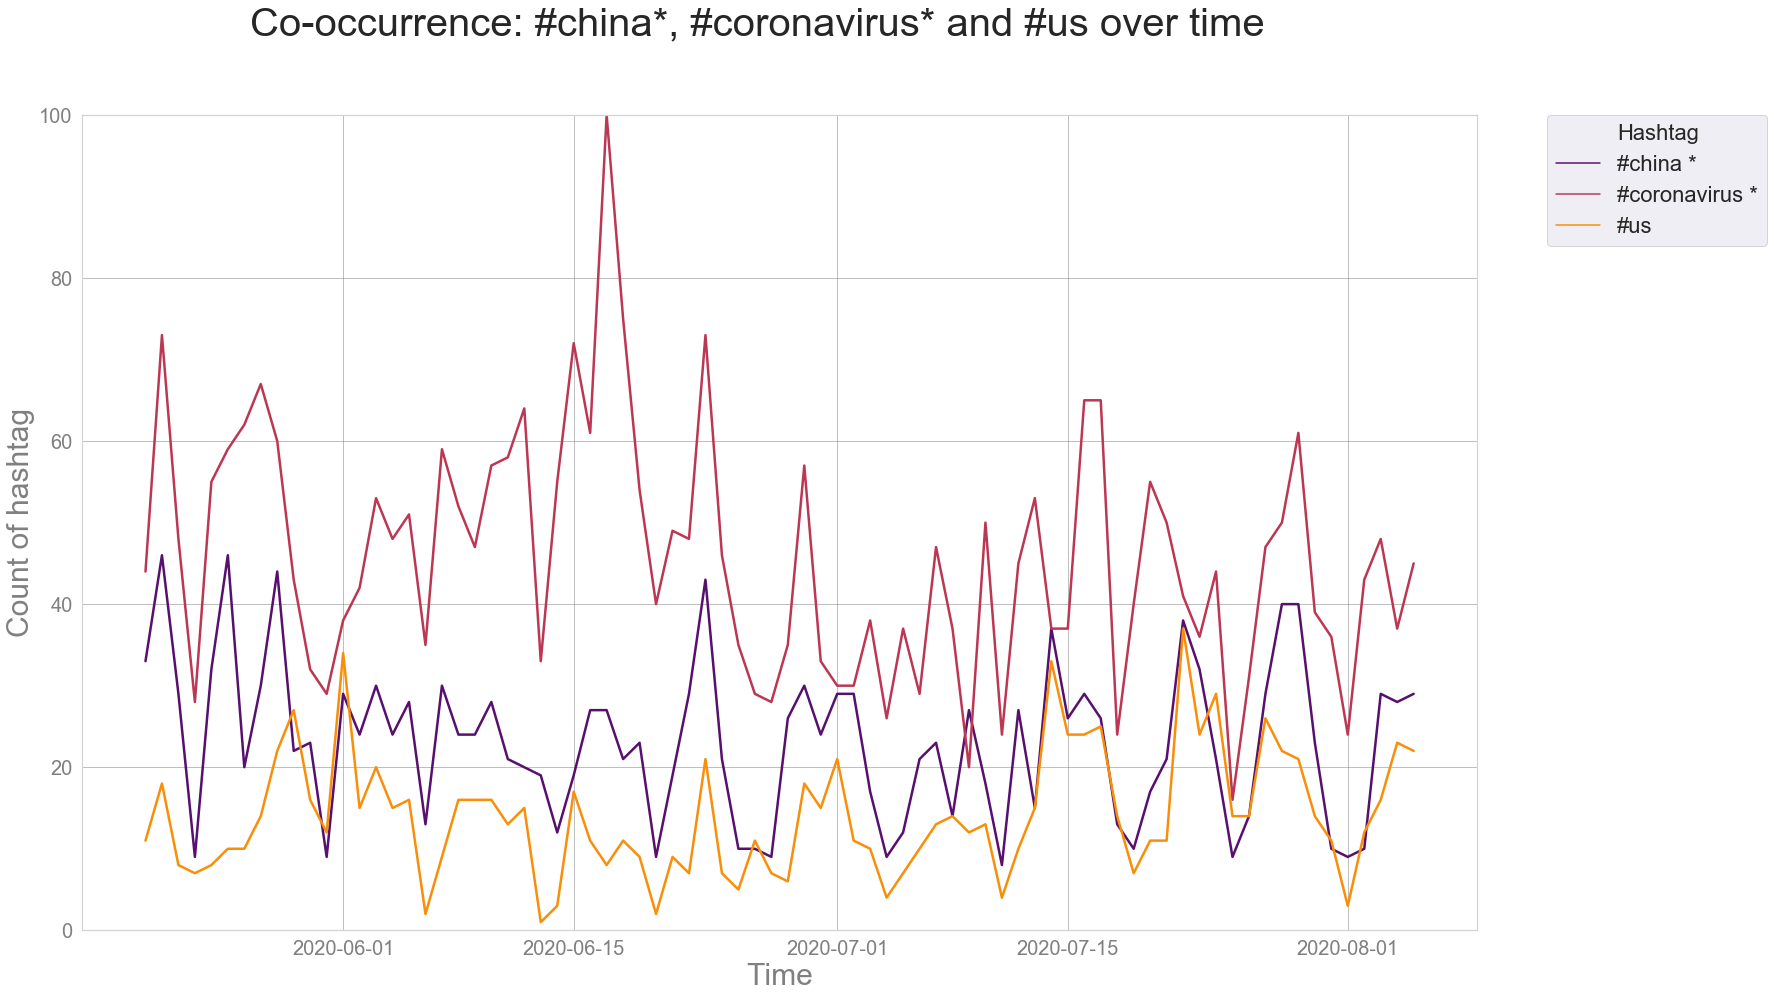 Co-occurrence: #china*, #coronavirus* and #us over time
Hashtag
#china *
#coronavirus *
#us
Count of hashtag
100
80
60
40
20
0
2020-06-01
2020-06-15
2020-07-01
2020-07-15
2020-08-01
Time